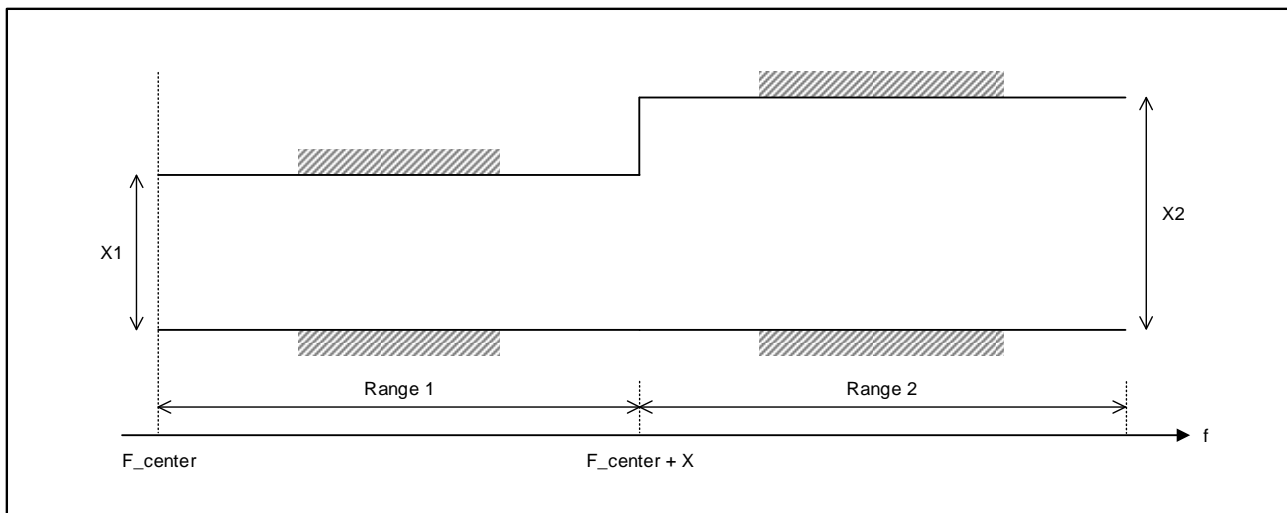 X1
X2
Range 1
Range 2
f
F_center
F_center + X